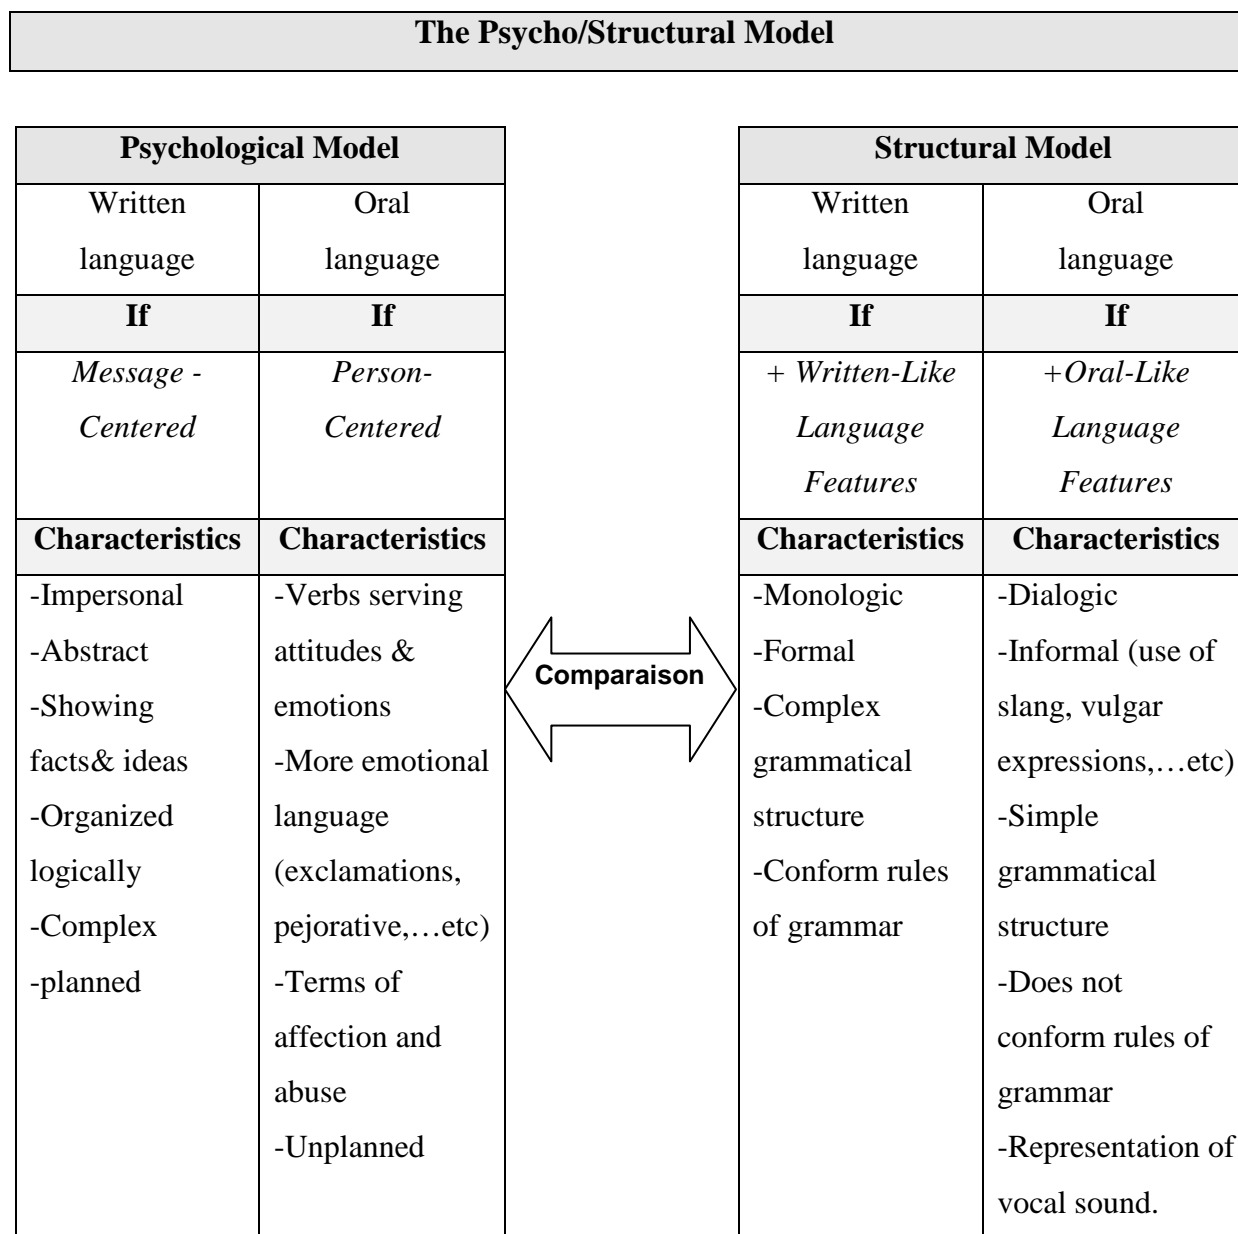 The Psycho/Structural Model
Psychological Model
Written
language
Oral
language
If
If
Message -
Centered
Person-
Centered
Characteristics
Characteristics
-Impersonal
-Abstract
-Showing
facts& ideas
-Organized
logically
-Complex
-planned
-Verbs serving
attitudes &
emotions
-More emotional
language
(exclamations,
pejorative,…etc)
-Terms of
affection and
abuse
-Unplanned
Comparaison
Structural Model
Written
language
Oral
language
If
If
+ Written-Like
Language
Features
+Oral-Like
Language
Features
Characteristics
Characteristics
-Monologic
-Formal
-Complex
grammatical
structure
-Conform rules
of grammar
-Dialogic
-Informal (use of
slang, vulgar
expressions,…etc)
-Simple
grammatical
structure
-Does not
conform rules of
grammar
-Representation of
vocal sound.